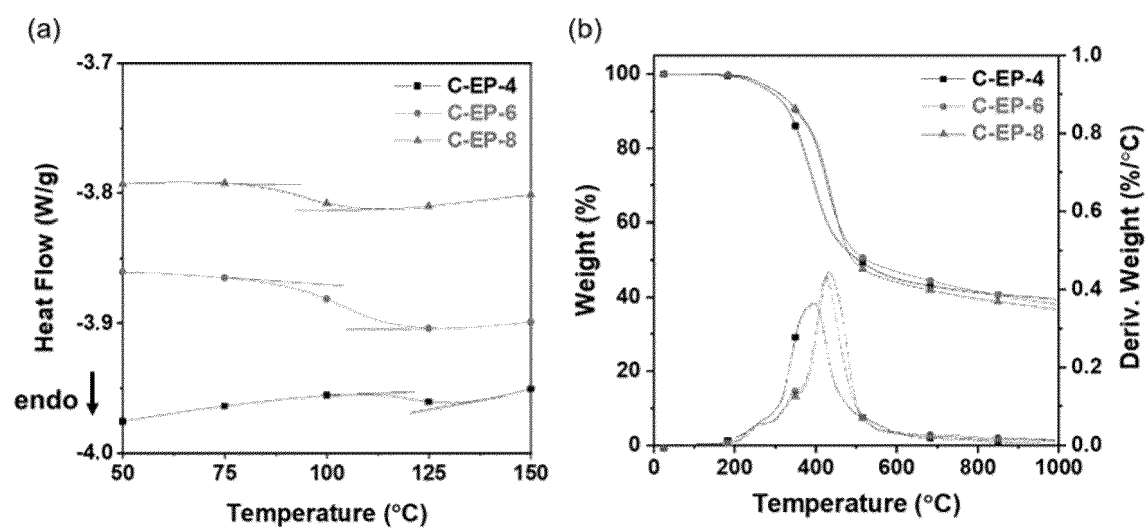 (a)
-3.7
-3.8
-3.9
-4.0
Heat Flow (W/g)
endo
C-EP-4
C-EP-6
C-EP-8
50
75
100
125
150
Temperature (°C)
(b)
100
80
60
40
20
0
Weight (%)
C-EP-4
C-EP-6
C-EP-8
1.0
0.8
0.6
0.4
0.2
0.0
Deriv. Weight (%/°C)
0
200
400
600
800
1000
Temperature (°C)